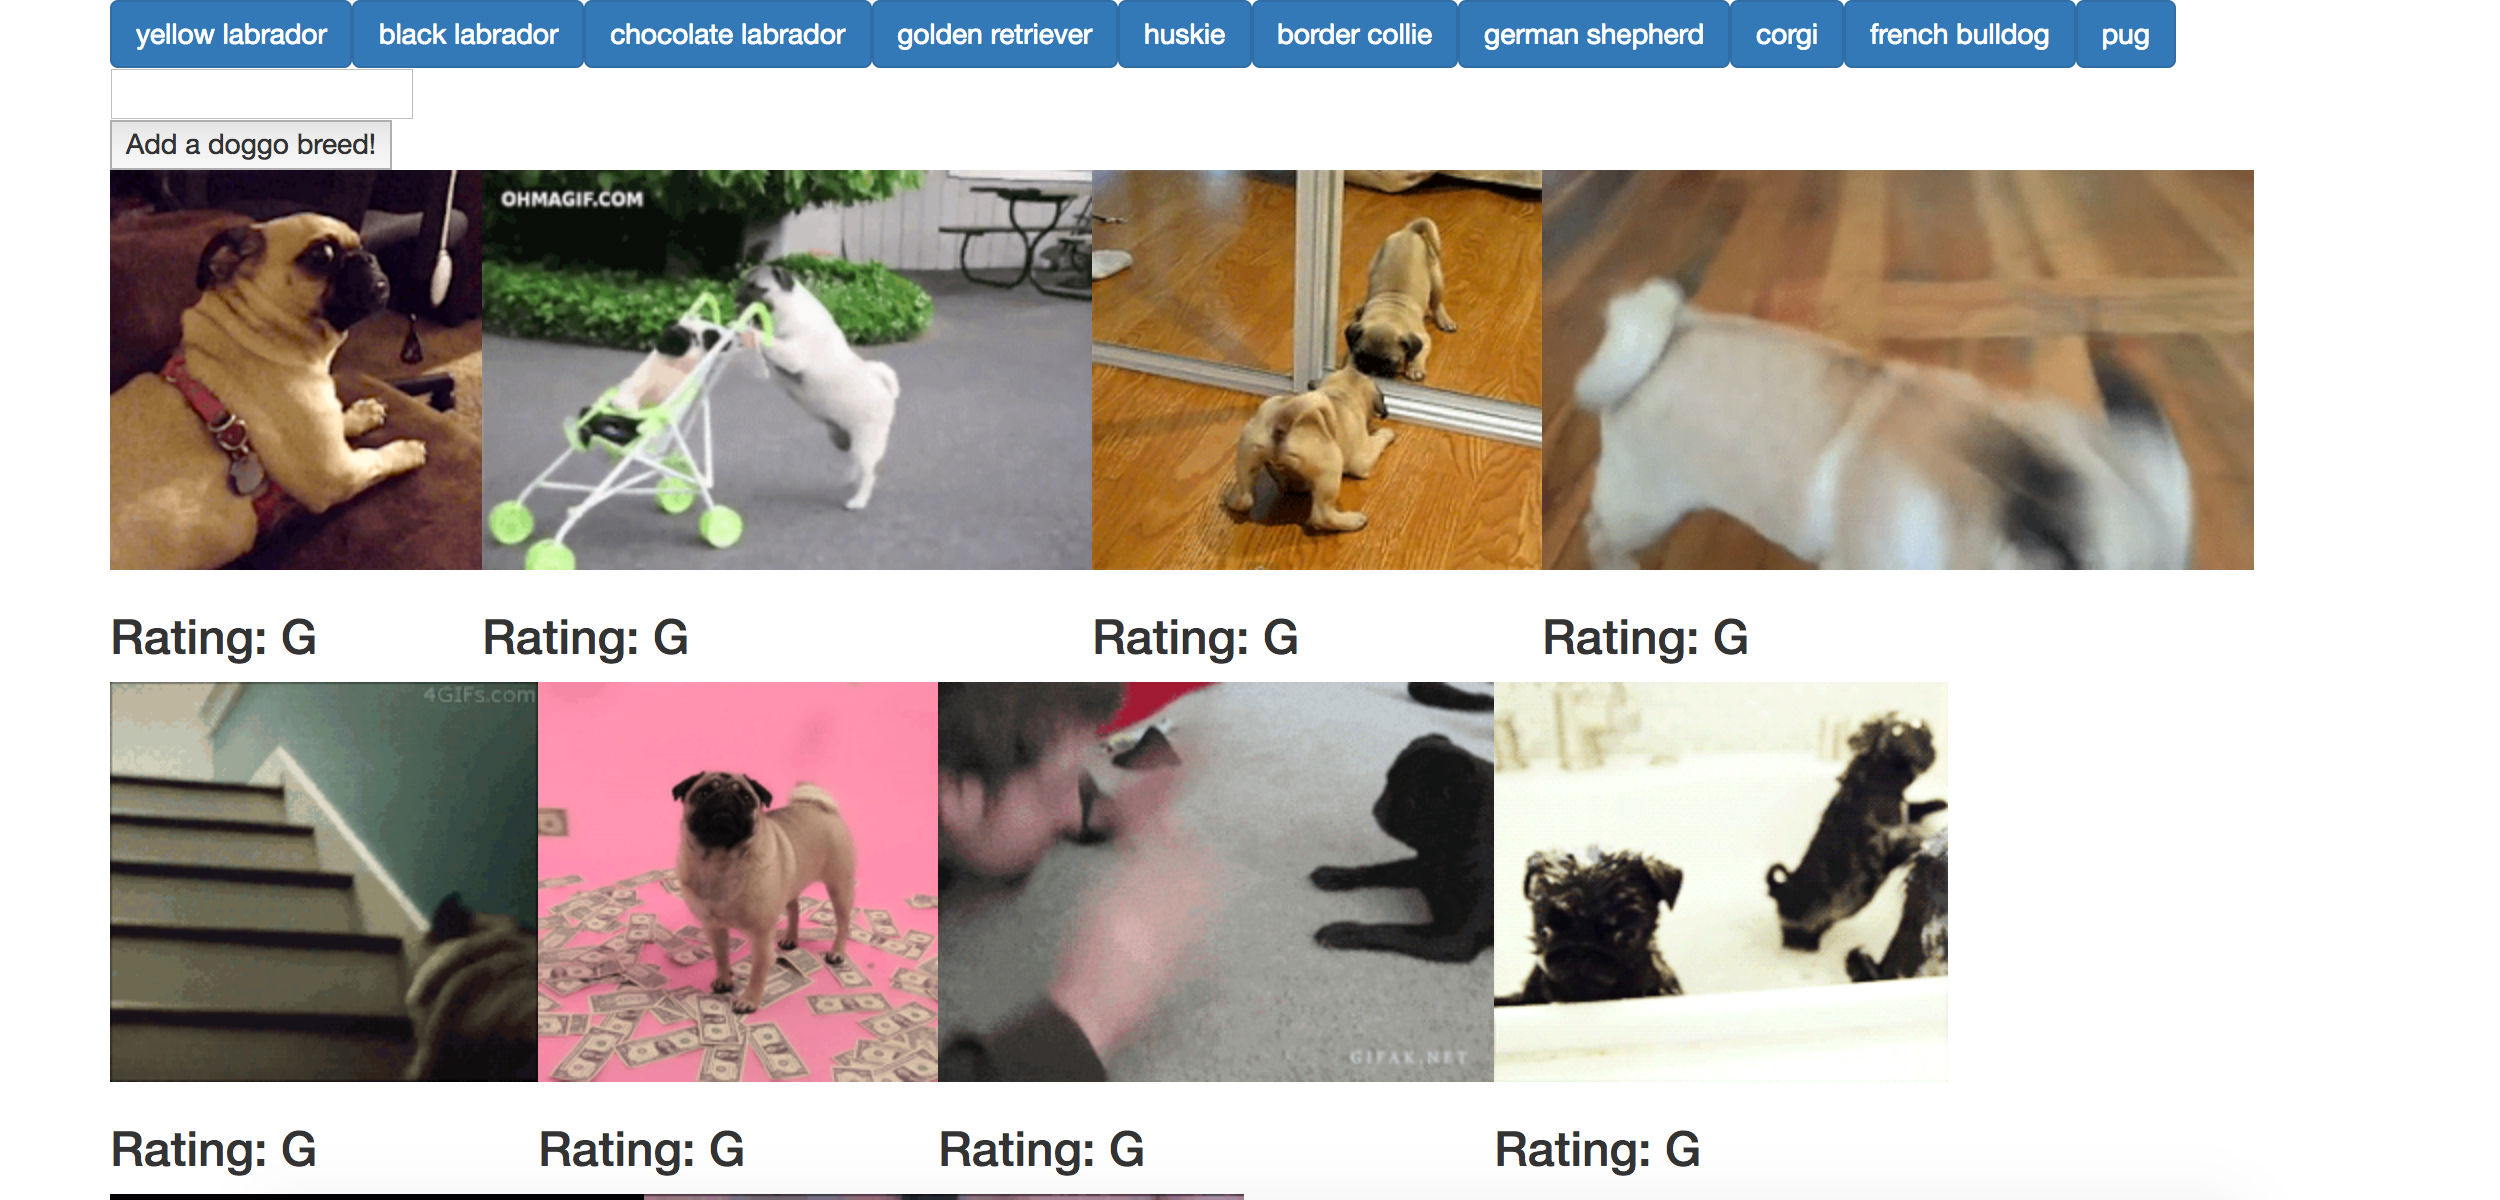 yellow labrador black labrador chocolate labrador golden retriever huskie border collie german shepherd corgi french bulldog pug
Add a doggo breed!
OHMAGIF.COM
Rating: G Rating: G Rating: G Rating: G
4GIFs.com
GIFAK.NET
Rating: G Rating: G Rating: G Rating: G